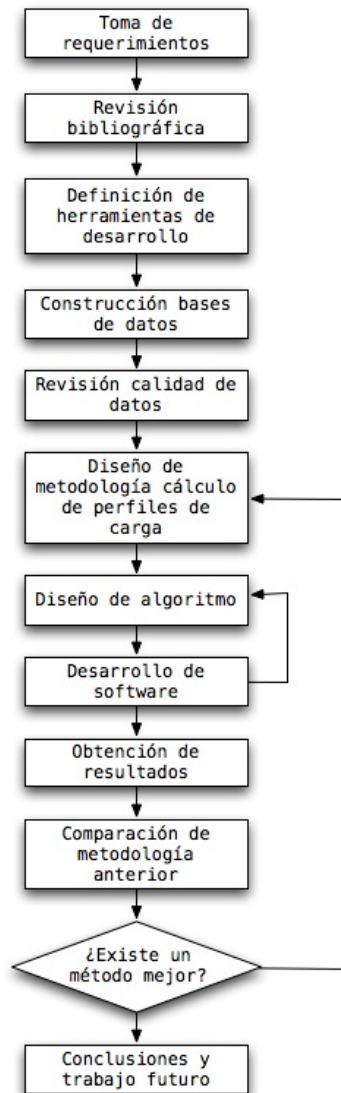 Toma de
requerimientos
Revisión
bibliográfica
Definición de
herramientas de
desarrollo
Construcción bases
de datos
Revisión calidad de
datos
Diseño de
metodología cálculo
de perfiles de
carga
Diseño de algoritmo
Desarrollo de
software
Obtención de
resultados
Comparación de
metodología
anterior
¿Existe un
método mejor?
Conclusiones y
trabajo futuro